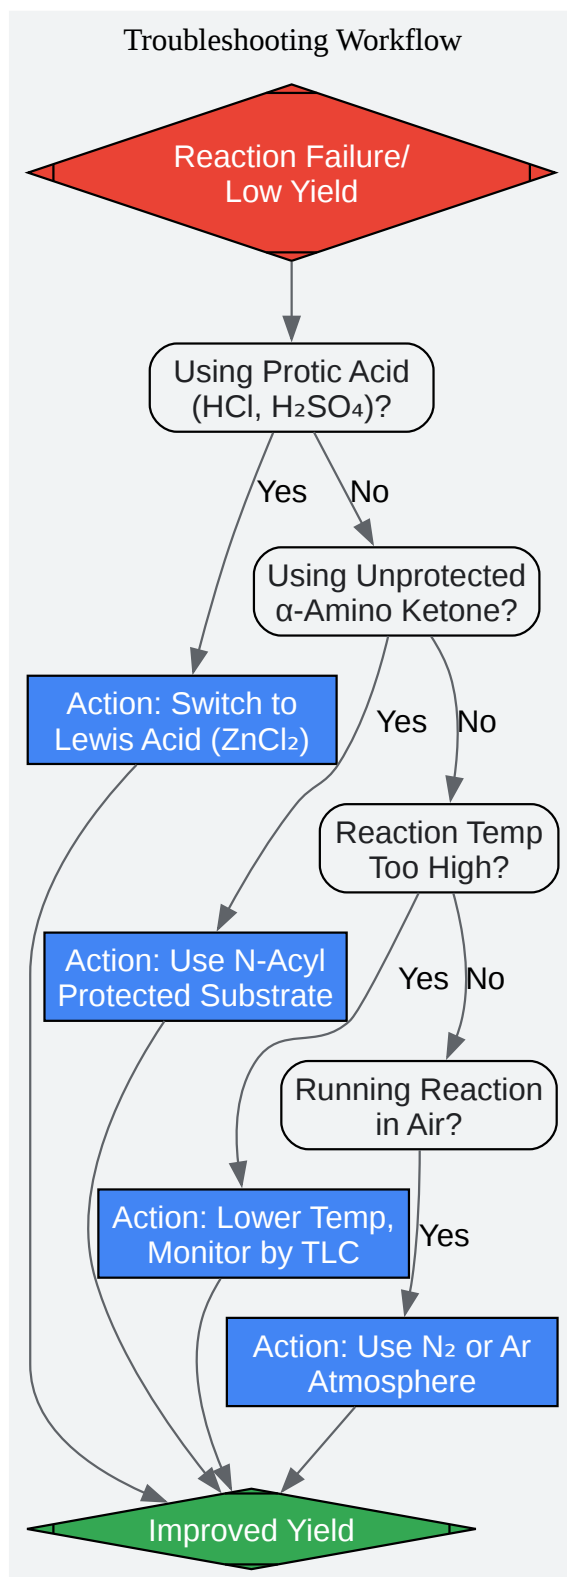 Troubleshooting Workflow
Reaction Failure/
Low Yield
Using Protic Acid
(HCl, H₂SO₄)?
Yes
No
Using Unprotected
α-Amino Ketone?
Action: Switch to
Lewis Acid (ZnCl₂)
Yes
No
Reaction Temp
Too High?
Action: Use N-Acyl
Protected Substrate
Yes
No
Running Reaction
in Air?
Action: Lower Temp,
Monitor by TLC
Yes
Action: Use N₂ or Ar
Atmosphere
Improved Yield